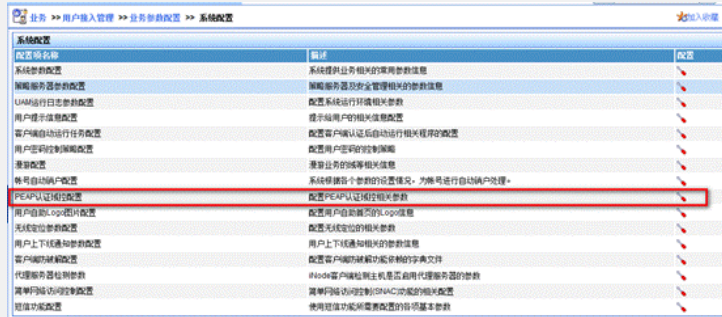 业务 >> 用户接入管理 >> 业务参数配置 >> 系统配置 加入收藏
系统配置
配置项名称 描述 配置
系统参数配置 系统提供业务相关的常用参数信息
策略服务器参数配置 策略服务器及安全管理相关的参数信息
UAM运行日志参数配置 配置系统运行环境相关参数
用户提示信息配置 提示给用户的相关信息配置
客户端自动运行任务配置 配置客户端认证后自动运行相关程序的配置
用户密码控制策略配置 配置用户密码的控制策略
漫游配置 漫游业务的域等相关信息
帐号自动销户配置 系统根据各个参数的设置情况，为帐号进行自动销户处理。
PEAP认证域控配置 配置PEAP认证域控相关参数
用户自助Logo图片配置 配置用户自助首页的Logo信息
无线定位参数配置 配置无线定位的相关参数
用户上下线通知参数配置 用户上下线通知相关的参数信息
客户端防破解配置 配置客户端防破解功能依赖的字典文件
代理服务器检测参数 iNode客户端检测主机是否启用代理服务器的参数
简单网络访问控制配置 简单网络访问控制(SNAC)功能的相关配置
短信功能配置 使用短信功能所需要配置的各项基本参数